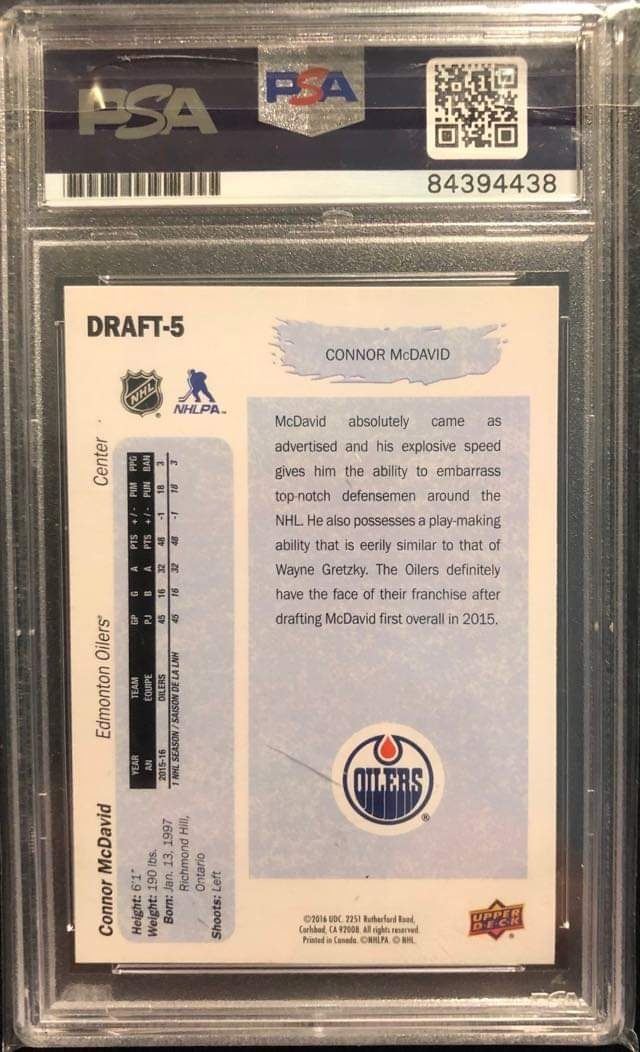 PSA
PSA
84394438
DRAFT-5
CONNOR McDAVID
NHL
NHLPA
McDavid absolutely came as
advertised and his explosive speed
gives him the ability to embarrass
top-notch defensemen around the
NHL. He also possesses a play-making
ability that is eerily similar to that of
Wayne Gretzky. The Oilers definitely
have the face of their franchise after
drafting McDavid first overall in 2015.
Connor McDavid Edmonton Oilers Center
Height: 6'1"
Weight: 190 lbs.
Born: Jan. 13, 1997
Richmond Hill,
Ontario
Shoots: Left
YEAR TEAM GP G A PTS +/- PIM PPG
AN ÉQUIPE PJ B A PTS +/- PUN BAN
2015-16 OILERS 45 16 32 48 -1 18 3
1 NHL SEASON / SAISON DE LA LNH 45 16 32 48 -1 18 3
OILERS
©2016 UDC. 2251 Rutherford Road,
Carlsbad, CA 92008. All rights reserved.
Printed in Canada. ©NHLPA. © NHL.
UPPER
DECK
PSA